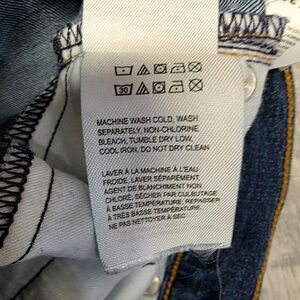 30
MACHINE WASH COLD, WASH
SEPARATELY, NON-CHLORINE
BLEACH, TUMBLE DRY LOW,
COOL IRON, DO NOT DRY CLEAN
LAVER À LA MACHINE À L'EAU
FROIDE, LAVER SÉPARÉMENT,
AGENT DE BLANCHIMENT NON
CHLORÉ, SÉCHER PAR CULBUTAGE
À BASSE TEMPÉRATURE, REPASSER
À TRÈS BASSE TEMPÉRATURE,
NE PAS NETTOYER À SEC